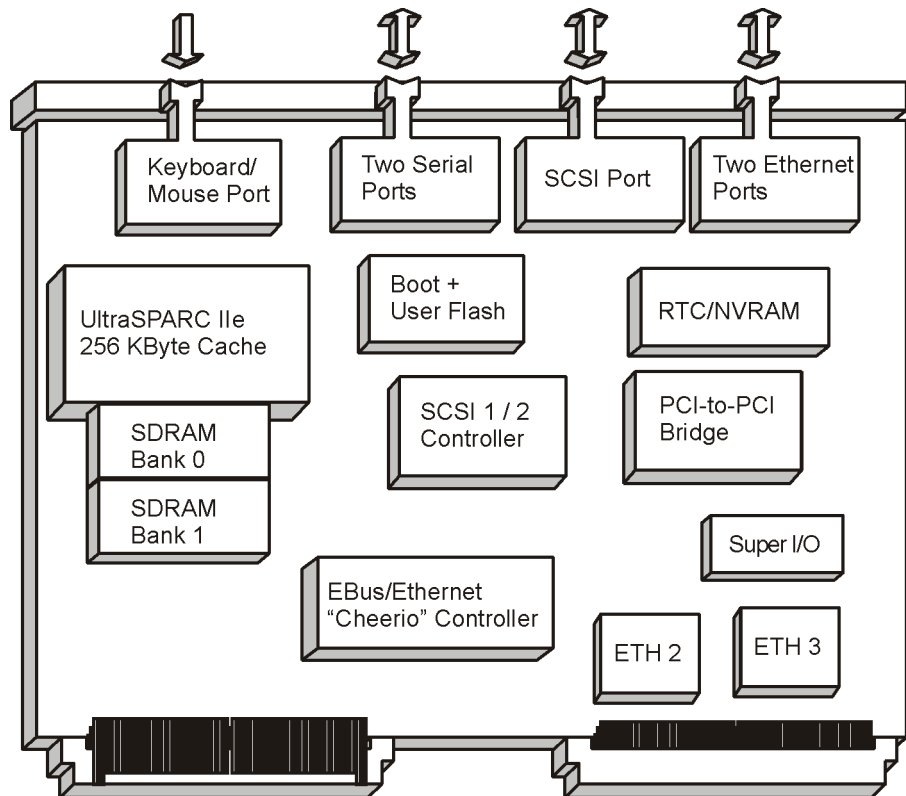 Keyboard/
Mouse Port
Two Serial
Ports
SCSI Port
Two Ethernet
Ports
UltraSPARC IIe
256 KByte Cache
Boot +
User Flash
RTC/NVRAM
SDRAM
Bank 0
SCSI 1 / 2
Controller
PCI-to-PCI
Bridge
SDRAM
Bank 1
Super I/O
EBus/Ethernet
“Cheerio” Controller
ETH 2
ETH 3